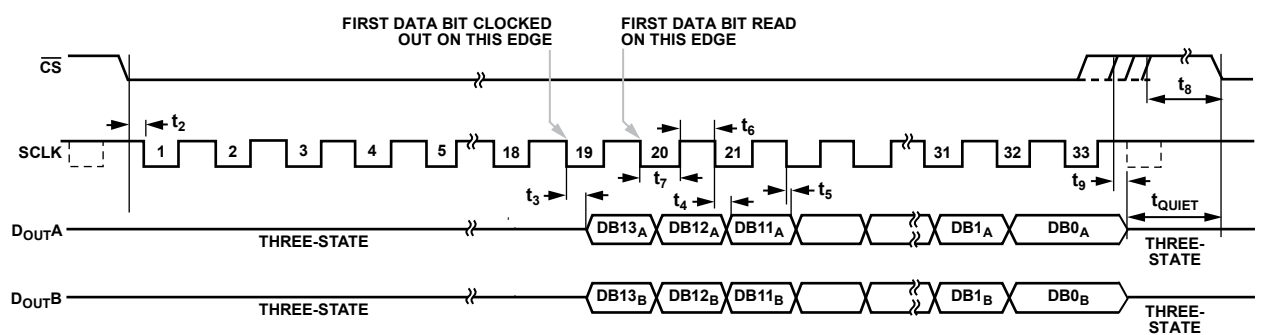 FIRST DATA BIT CLOCKED
OUT ON THIS EDGE
FIRST DATA BIT READ
ON THIS EDGE
CS
t8
t2
t6
SCLK
1
2
3
4
5
18
19
20
21
31
32
33
t3
t7
t4
t5
t9
tQUIET
DOUTA
THREE-STATE
DB13A
DB12A
DB11A
DB1A
DB0A
THREE-
STATE
DOUTB
THREE-STATE
DB13B
DB12B
DB11B
DB1B
DB0B
THREE-
STATE